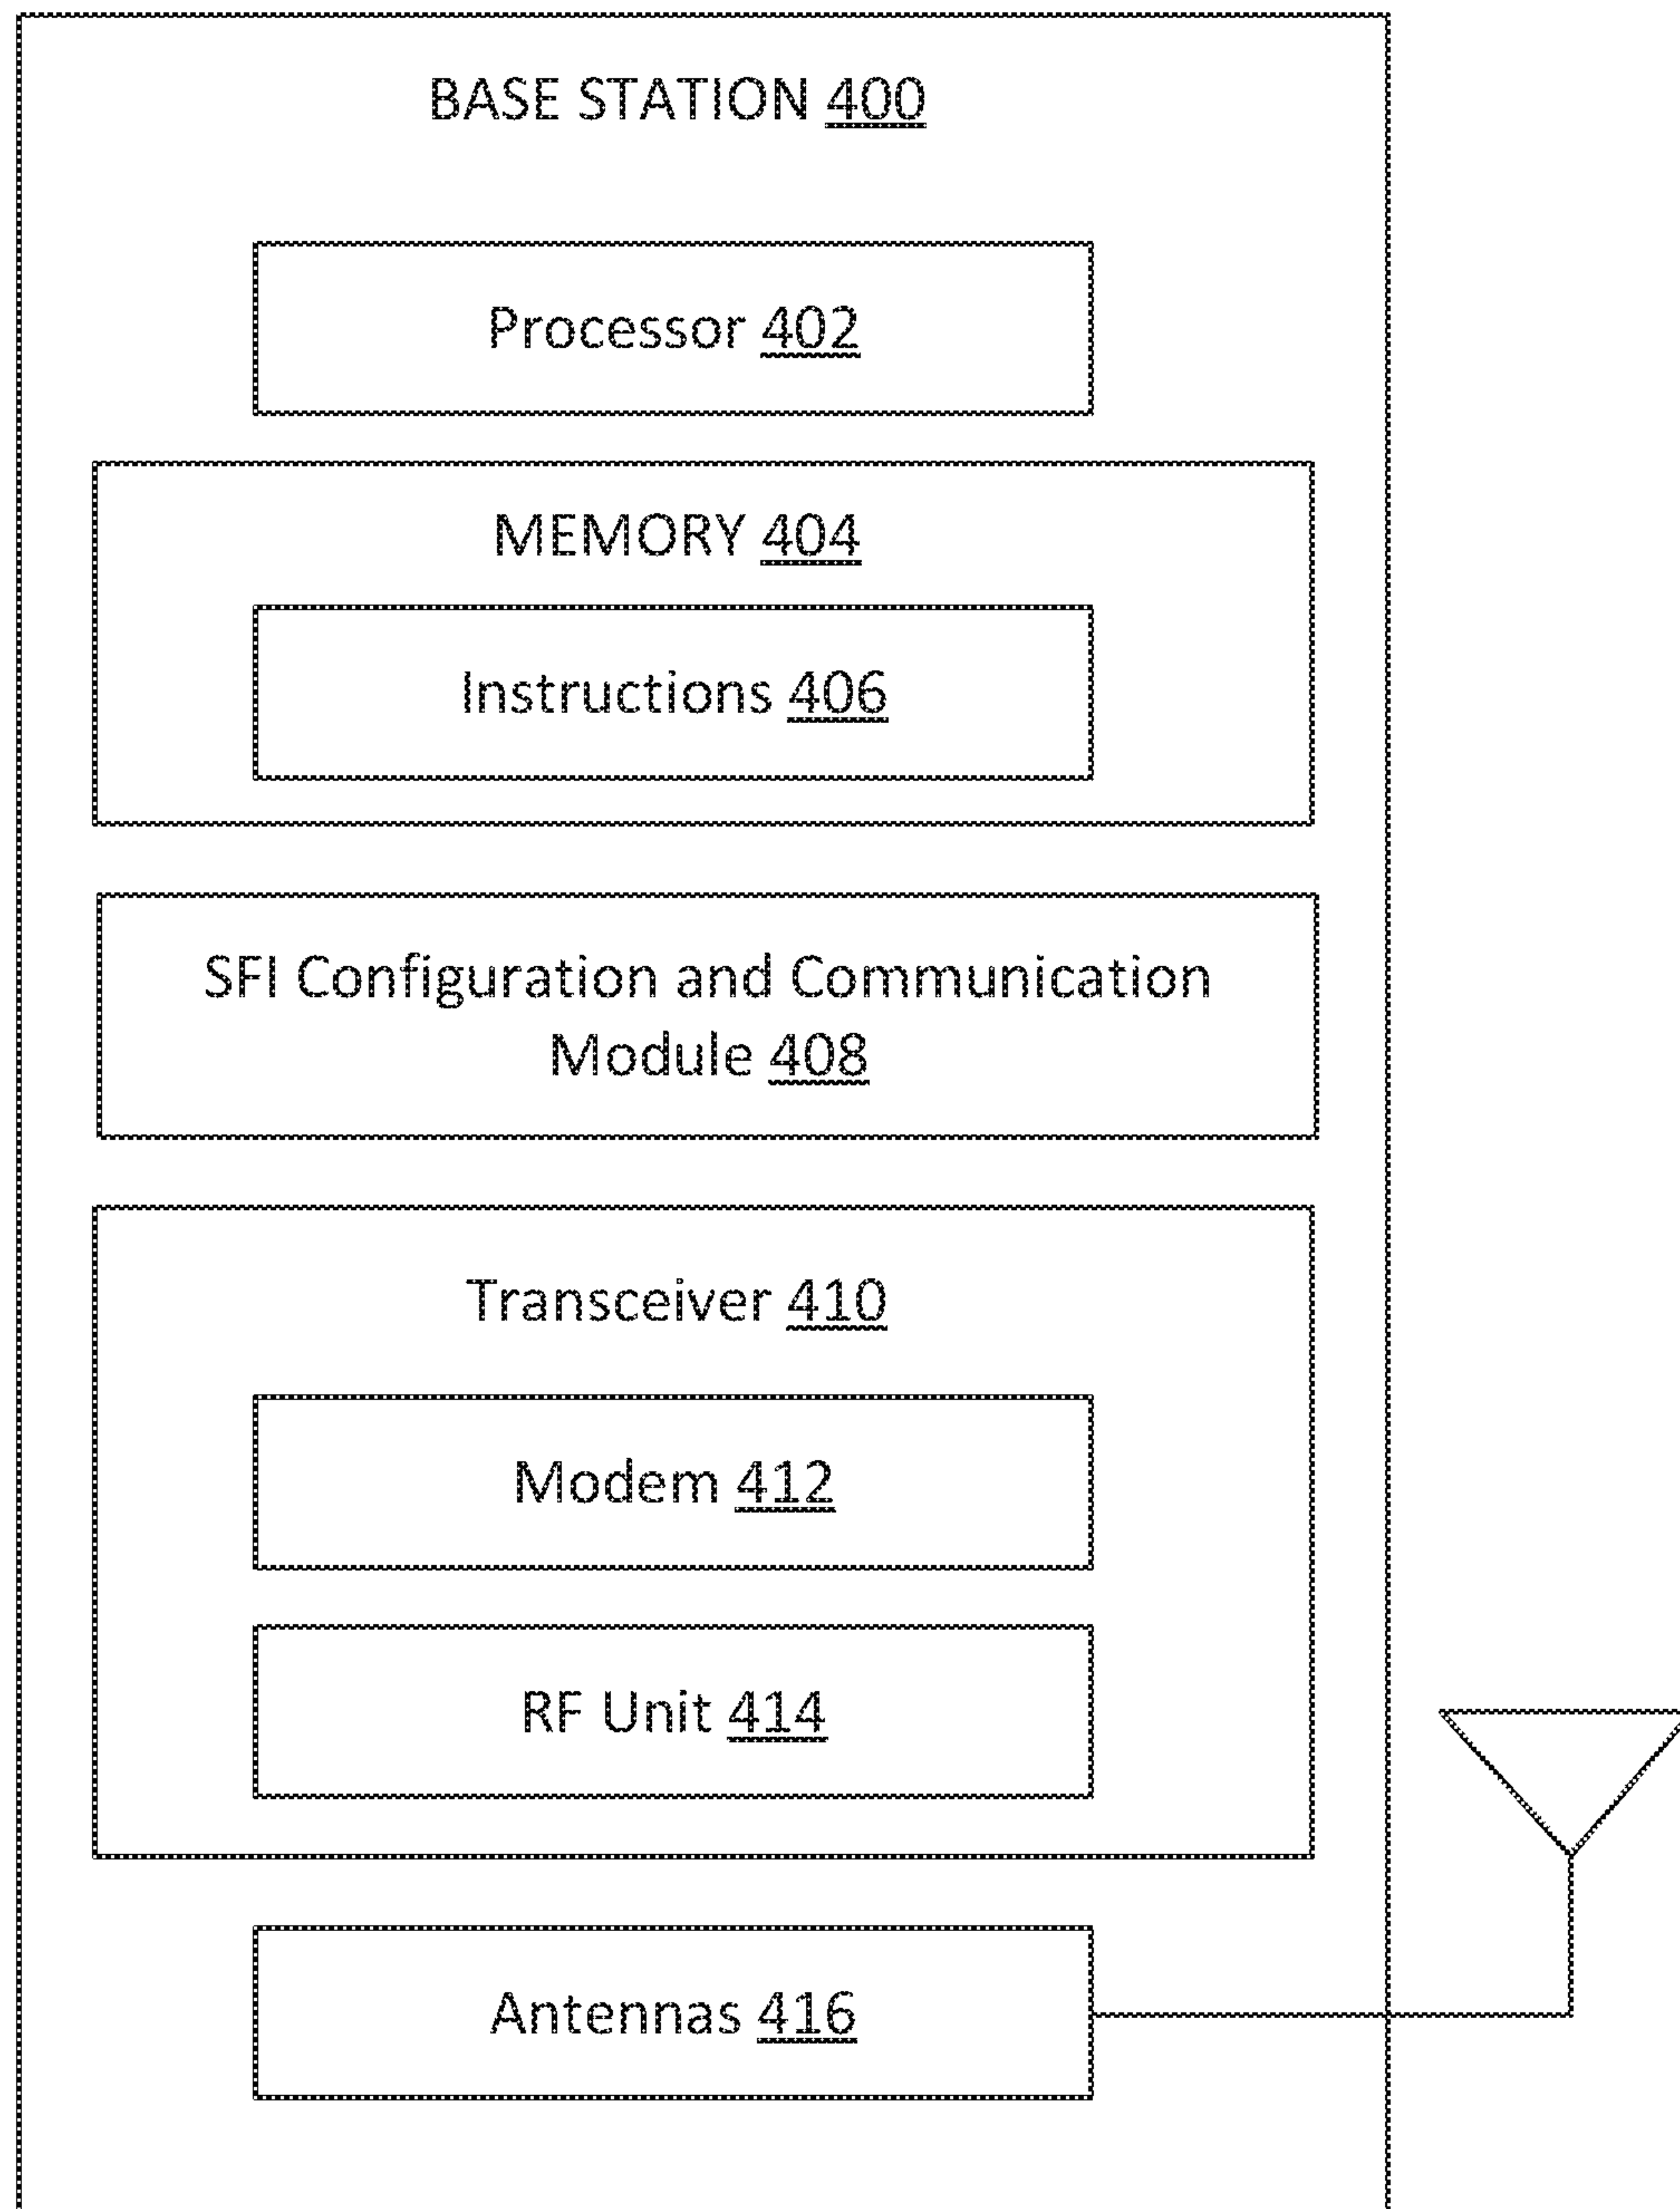 BASE STATION 400
Processor 402
MEMORY 404
Instructions 406
SFI Configuration and Communication
Module 408
Transceiver 410
Modem 412
RF Unit 414
Antennas 416